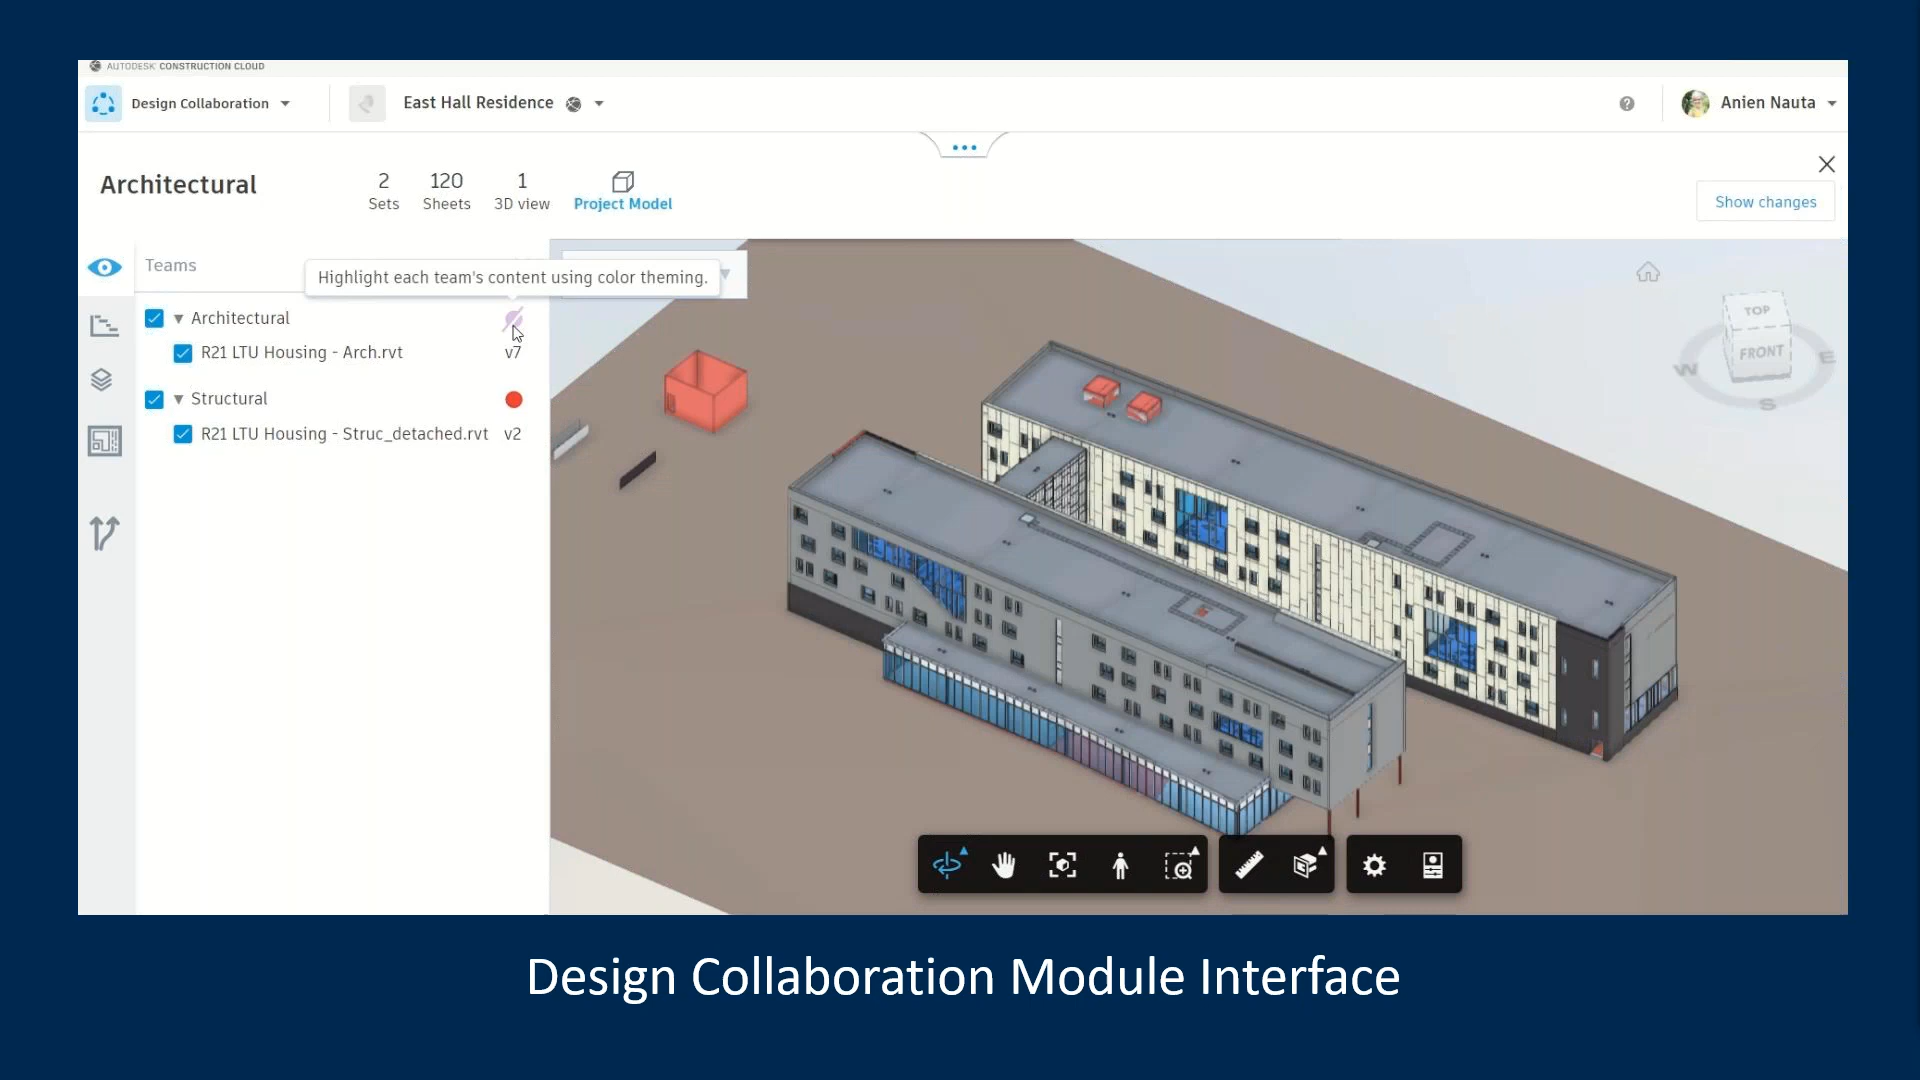 AUTODESK CONSTRUCTION CLOUD
Design Collaboration
East Hall Residence
Anien Nauta
Architectural
2
Sets
120
Sheets
1
3D view
Project Model
Show changes
Teams
Highlight each team's content using color theming.
Architectural
R21 LTU Housing - Arch.rvt v7
Structural
R21 LTU Housing - Struc_detached.rvt v2
TOP
FRONT
W
E
S
Design Collaboration Module Interface